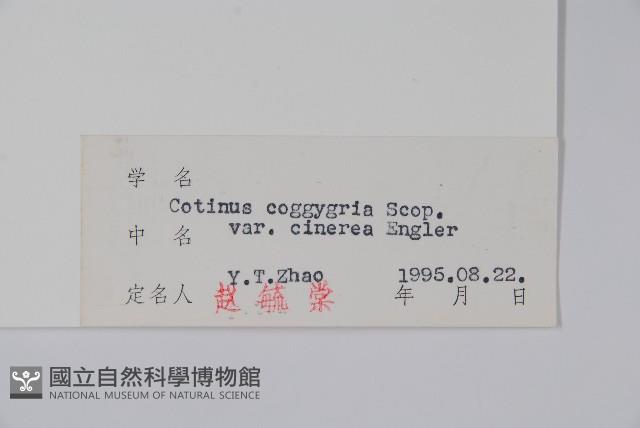 学名
Cotinus coggygria Scop.
中名 var. cinerea Engler
Y.T.Zhao 1995.08.22.
定名人 赵毓棠 年 月 日
國立自然科學博物館
NATIONAL MUSEUM OF NATURAL SCIENCE